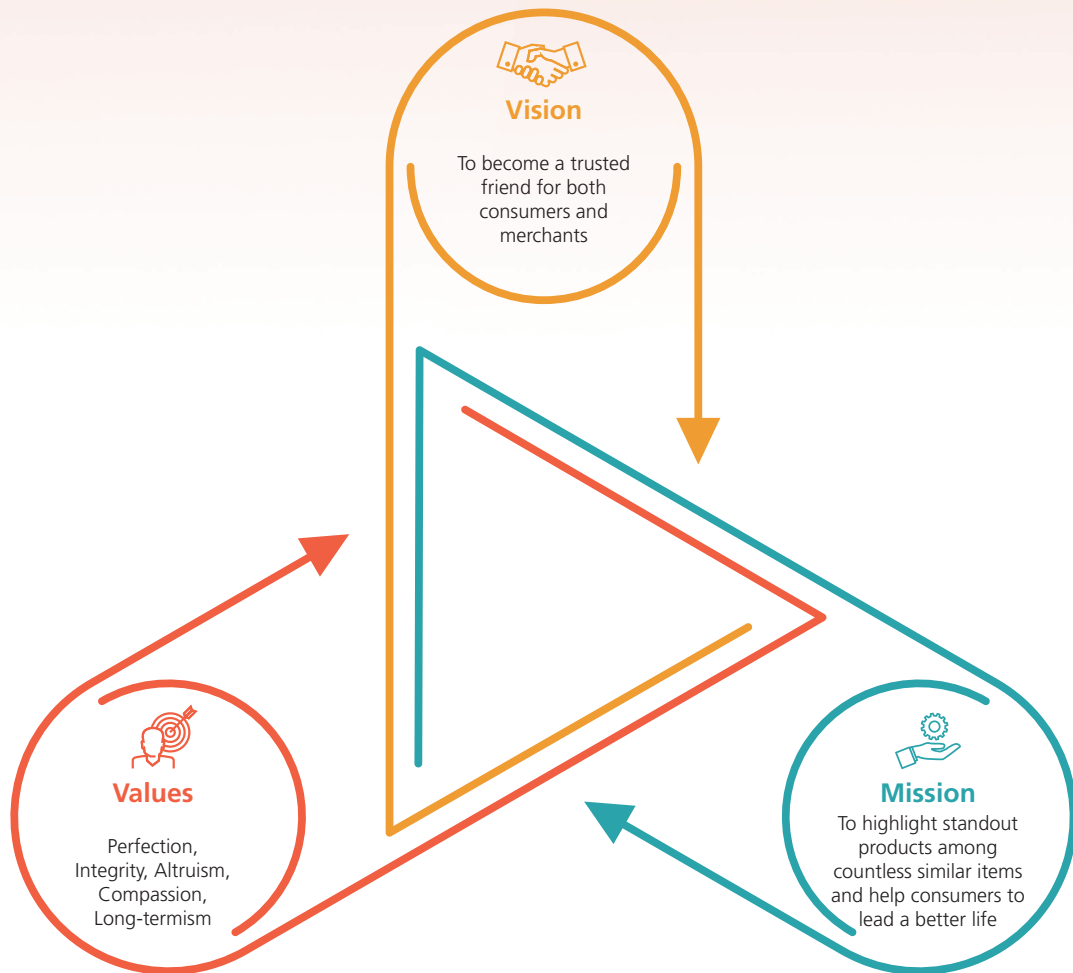 Vision
To become a trusted
friend for both
consumers and
merchants
Values
Perfection,
Integrity, Altruism,
Compassion,
Long-termism
Mission
To highlight standout
products among
countless similar items
and help consumers to
lead a better life